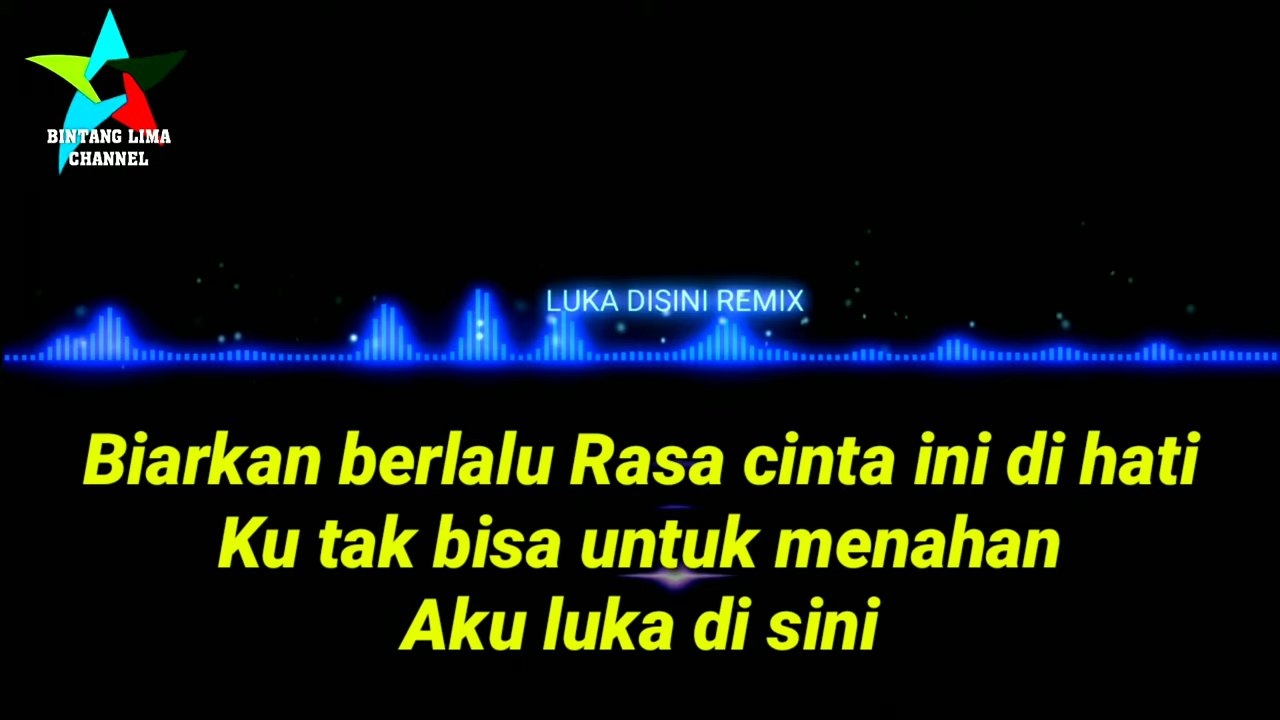 BINTANG LIMA
CHANNEL
LUKA DISINI REMIX
Biarkan berlalu Rasa cinta ini di hati
Ku tak bisa untuk menahan
Aku luka di sini